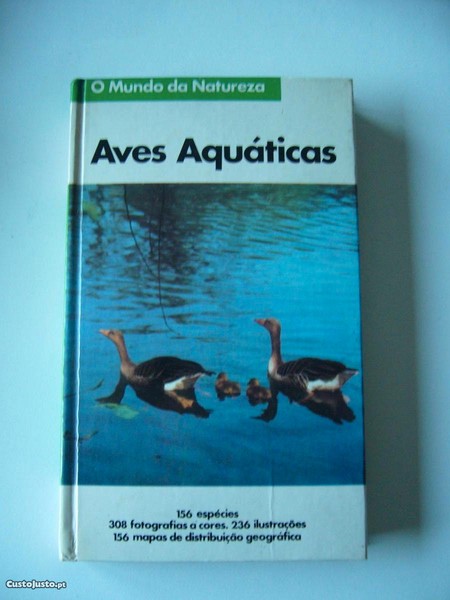 O Mundo da Natureza
Aves Aquáticas
156 espécies
308 fotografias a cores. 236 ilustrações
156 mapas de distribuição geográfica
CustoJusto.pt